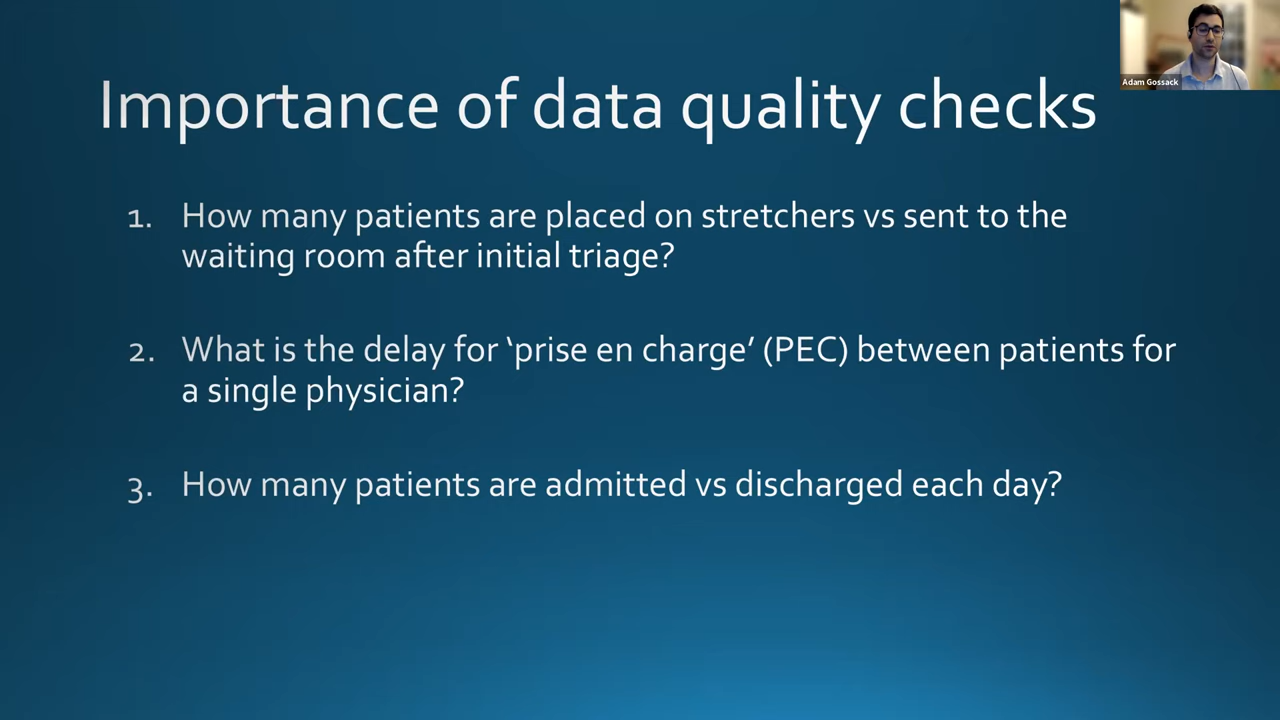 Adam Gossack
Importance of data quality checks
1. How many patients are placed on stretchers vs sent to the
waiting room after initial triage?
2. What is the delay for ‘prise en charge’ (PEC) between patients for
a single physician?
3. How many patients are admitted vs discharged each day?